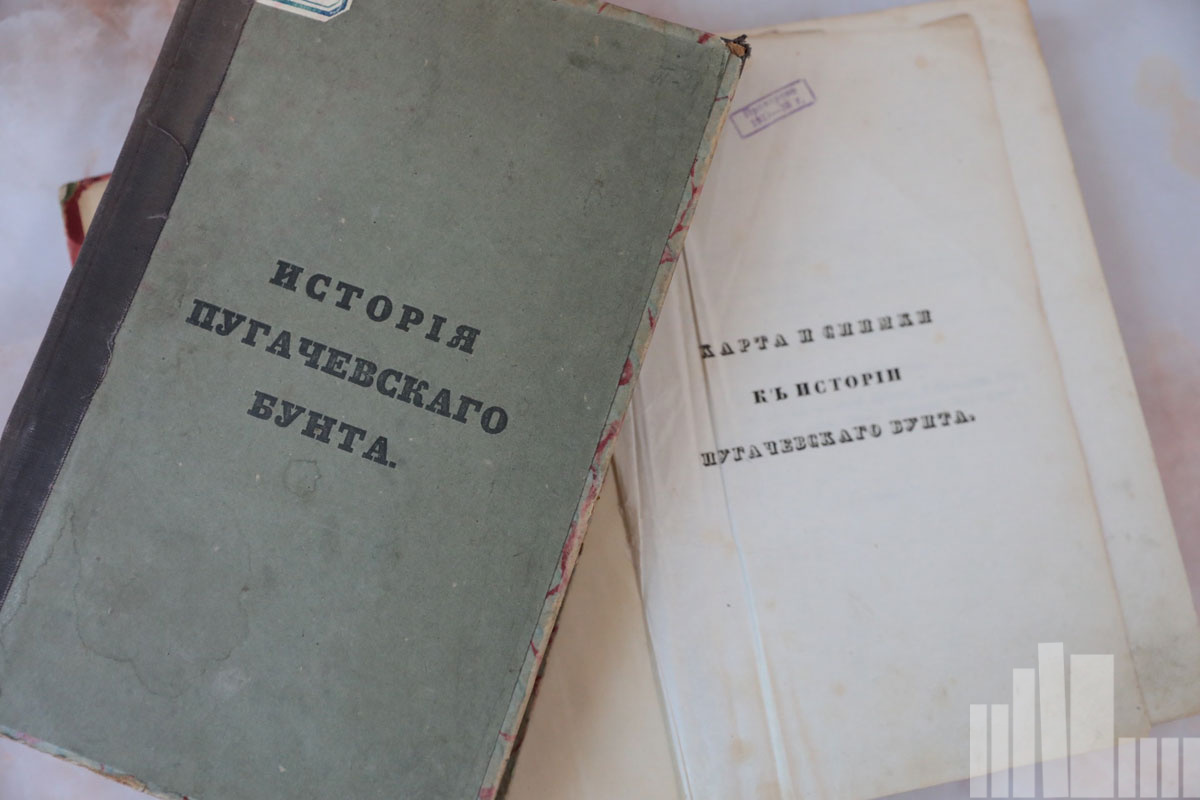 ИСТОРІЯ
ПУГАЧЕВСКАГО
БУНТА.
КАРТА И СНИМКИ
КЪ ИСТОРІИ
ПУГАЧЕВСКАГО БУНТА.